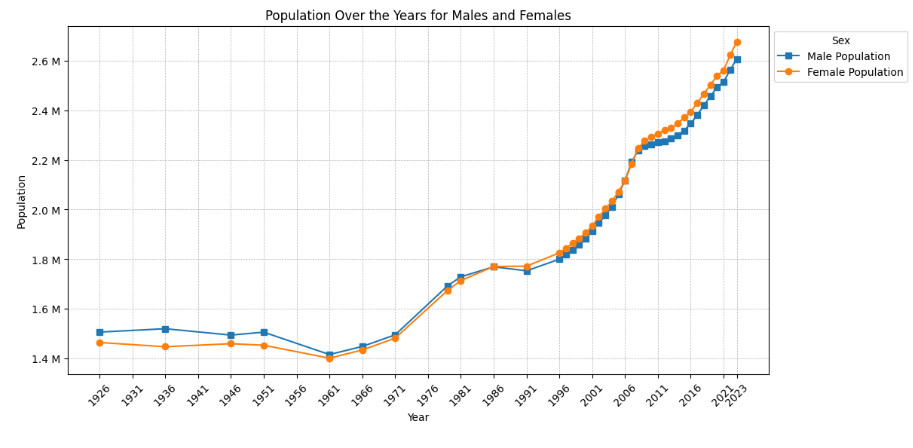 Population Over the Years for Males and Females
Sex
Male Population
Female Population
2.6 M
2.4 M
2.2 M
2.0 M
1.8 M
1.6 M
1.4 M
Population
1926 1931 1936 1941 1946 1951 1956 1961 1966 1971 1976 1981 1986 1991 1996 2001 2006 2011 2016 2021 2023
Year